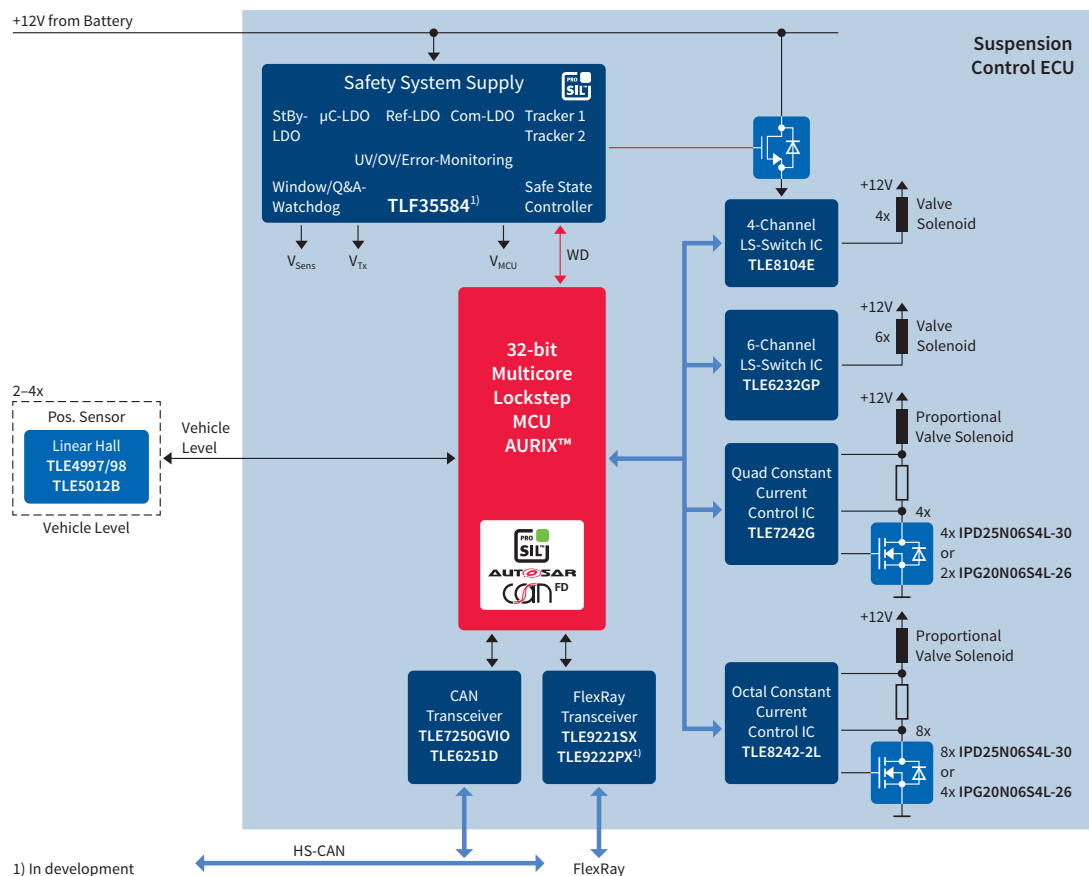 +12V from Battery
Suspension
Control ECU
Safety System Supply
PRO
SIL™
StBy-
LDO
µC-LDO
Ref-LDO
Com-LDO
Tracker 1
Tracker 2
UV/OV/Error-Monitoring
Window/Q&A-
Watchdog
TLF35584¹⁾
Safe State
Controller
V_Sens
V_Tx
V_MCU
WD
4-Channel
LS-Switch IC
TLE8104E
+12V
4x
Valve
Solenoid
6-Channel
LS-Switch IC
TLE6232GP
+12V
6x
Valve
Solenoid
32-bit
Multicore
Lockstep
MCU
AURIX™
PRO
SIL™
AUTOSAR
CAN FD
2–4x
Pos. Sensor
Linear Hall
TLE4997/98
TLE5012B
Vehicle Level
Vehicle
Level
Quad Constant
Current
Control IC
TLE7242G
+12V
Proportional
Valve Solenoid
4x
4x IPD25N06S4L-30
or
2x IPG20N06S4L-26
Octal Constant
Current
Control IC
TLE8242-2L
+12V
Proportional
Valve Solenoid
8x
8x IPD25N06S4L-30
or
4x IPG20N06S4L-26
CAN
Transceiver
TLE7250GVIO
TLE6251D
FlexRay
Transceiver
TLE9221SX
TLE9222PX¹⁾
HS-CAN
FlexRay
1) In development